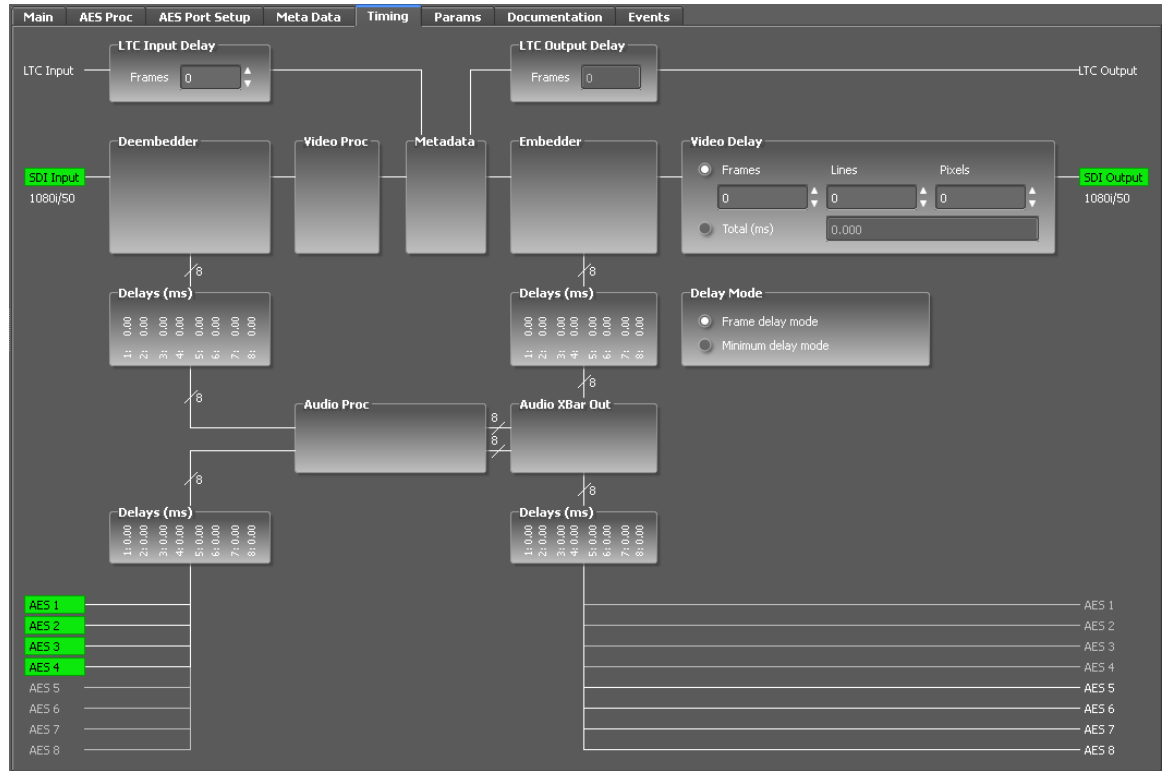 Main AES Proc AES Port Setup Meta Data Timing Params Documentation Events
LTC Input Delay
LTC Output Delay
LTC Input
Frames 0
Frames 0
LTC Output
Deembedder
Video Proc
Metadata
Embedder
Video Delay
Frames Lines Pixels
0 0 0
Total (ms) 0.000
SDI Input
1080i/50
SDI Output
1080i/50
8
8
Delays (ms)
1: 0.00
2: 0.00
3: 0.00
4: 0.00
5: 0.00
6: 0.00
7: 0.00
8: 0.00
Delays (ms)
1: 0.00
2: 0.00
3: 0.00
4: 0.00
5: 0.00
6: 0.00
7: 0.00
8: 0.00
Delay Mode
Frame delay mode
Minimum delay mode
8
8
Audio Proc
8
8
Audio XBar Out
8
8
Delays (ms)
1: 0.00
2: 0.00
3: 0.00
4: 0.00
5: 0.00
6: 0.00
7: 0.00
8: 0.00
Delays (ms)
1: 0.00
2: 0.00
3: 0.00
4: 0.00
5: 0.00
6: 0.00
7: 0.00
8: 0.00
AES 1 AES 1
AES 2 AES 2
AES 3 AES 3
AES 4 AES 4
AES 5 AES 5
AES 6 AES 6
AES 7 AES 7
AES 8 AES 8